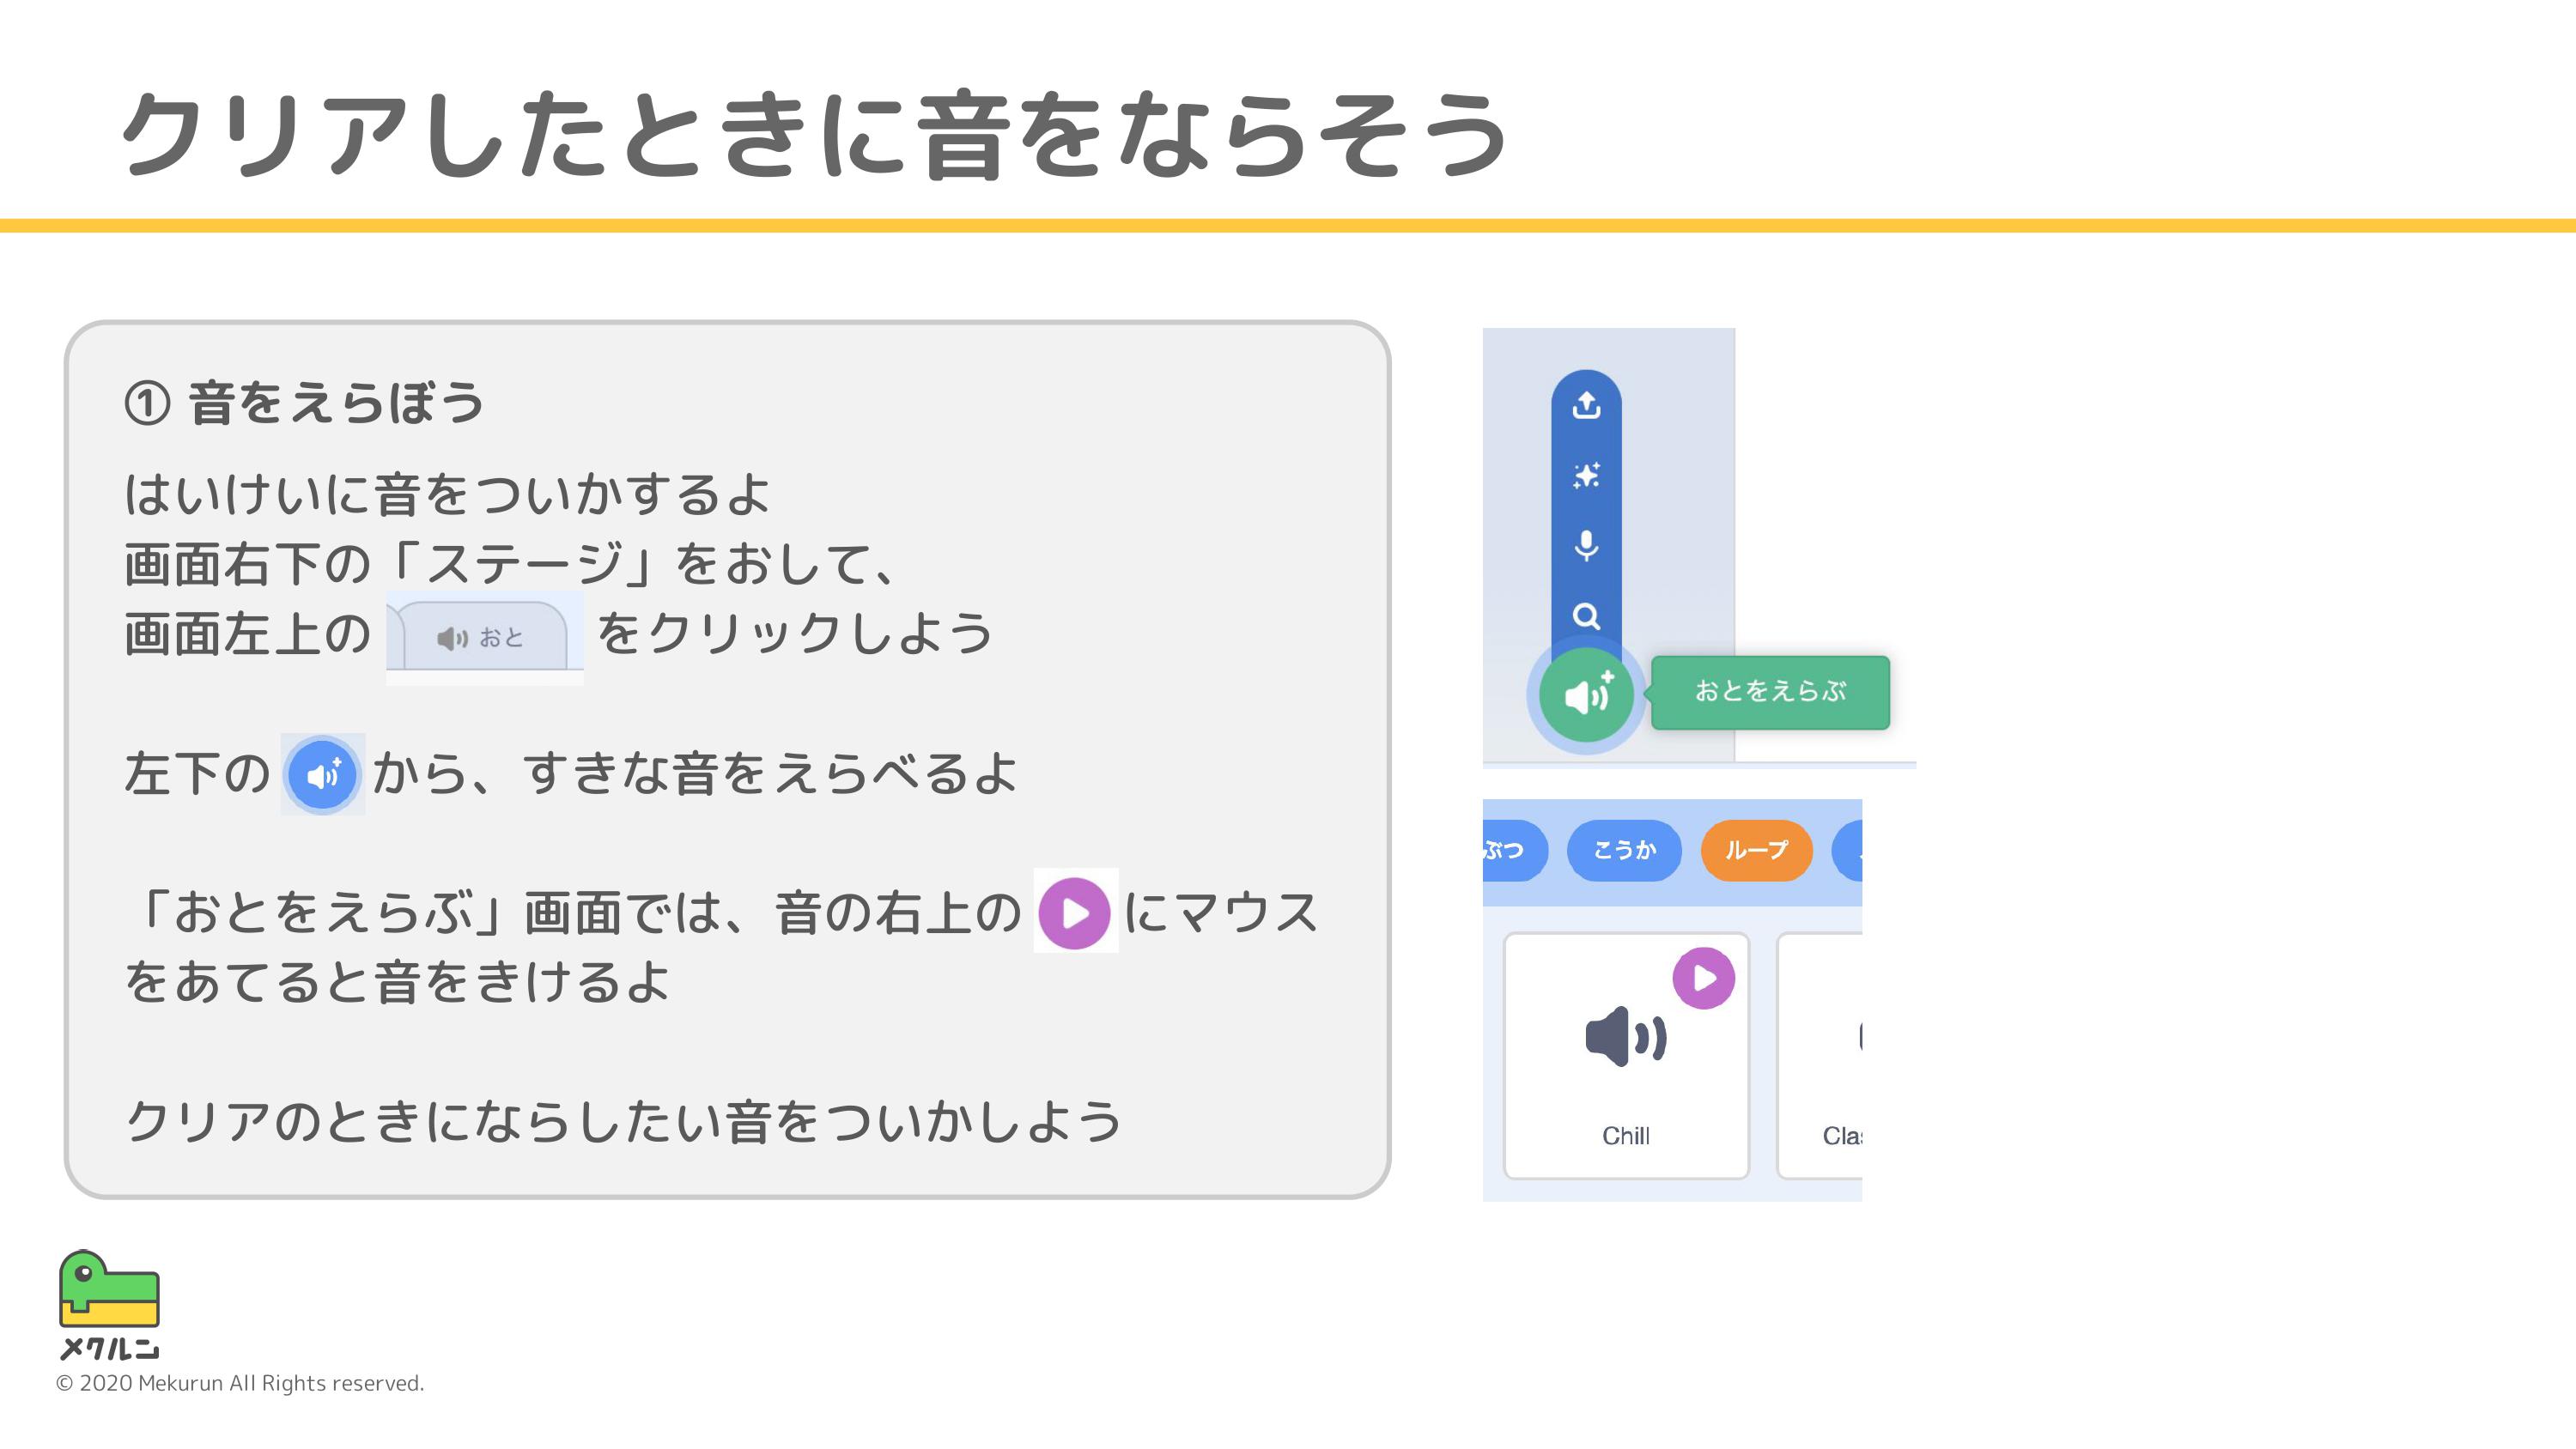 クリアしたときに音をならそう
① 音をえらぼう
はいけいに音をついかするよ
画面右下の「ステージ」をおして、
画面左上の おと をクリックしよう
左下の から、すきな音をえらべるよ
「おとをえらぶ」画面では、音の右上の にマウス
をあてると音をきけるよ
クリアのときにならしたい音をついかしよう
おとをえらぶ
ぶつ こうか ループ
Chill Clas
メクルン
© 2020 Mekurun All Rights reserved.